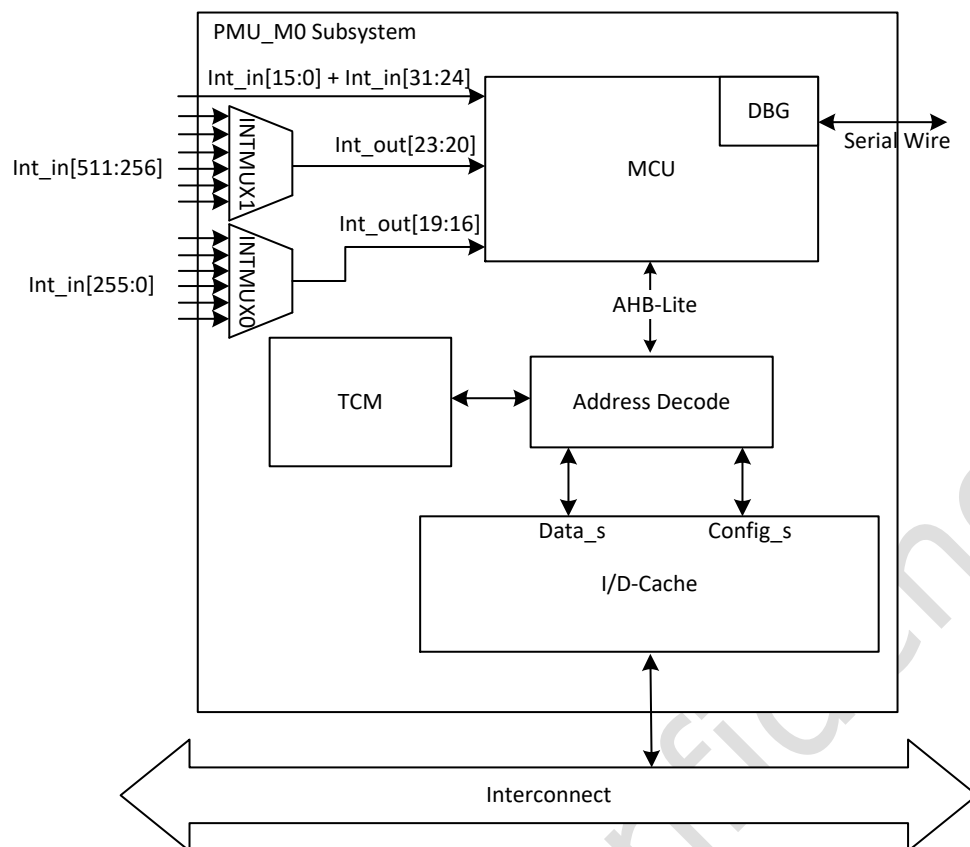 PMU_M0 Subsystem
Int_in[15:0] + Int_in[31:24]
DBG
Serial Wire
INTMUX1
Int_out[23:20]
MCU
Int_in[511:256]
Int_out[19:16]
INTMUX0
Int_in[255:0]
AHB-Lite
TCM
Address Decode
Data_s
Config_s
I/D-Cache
Interconnect